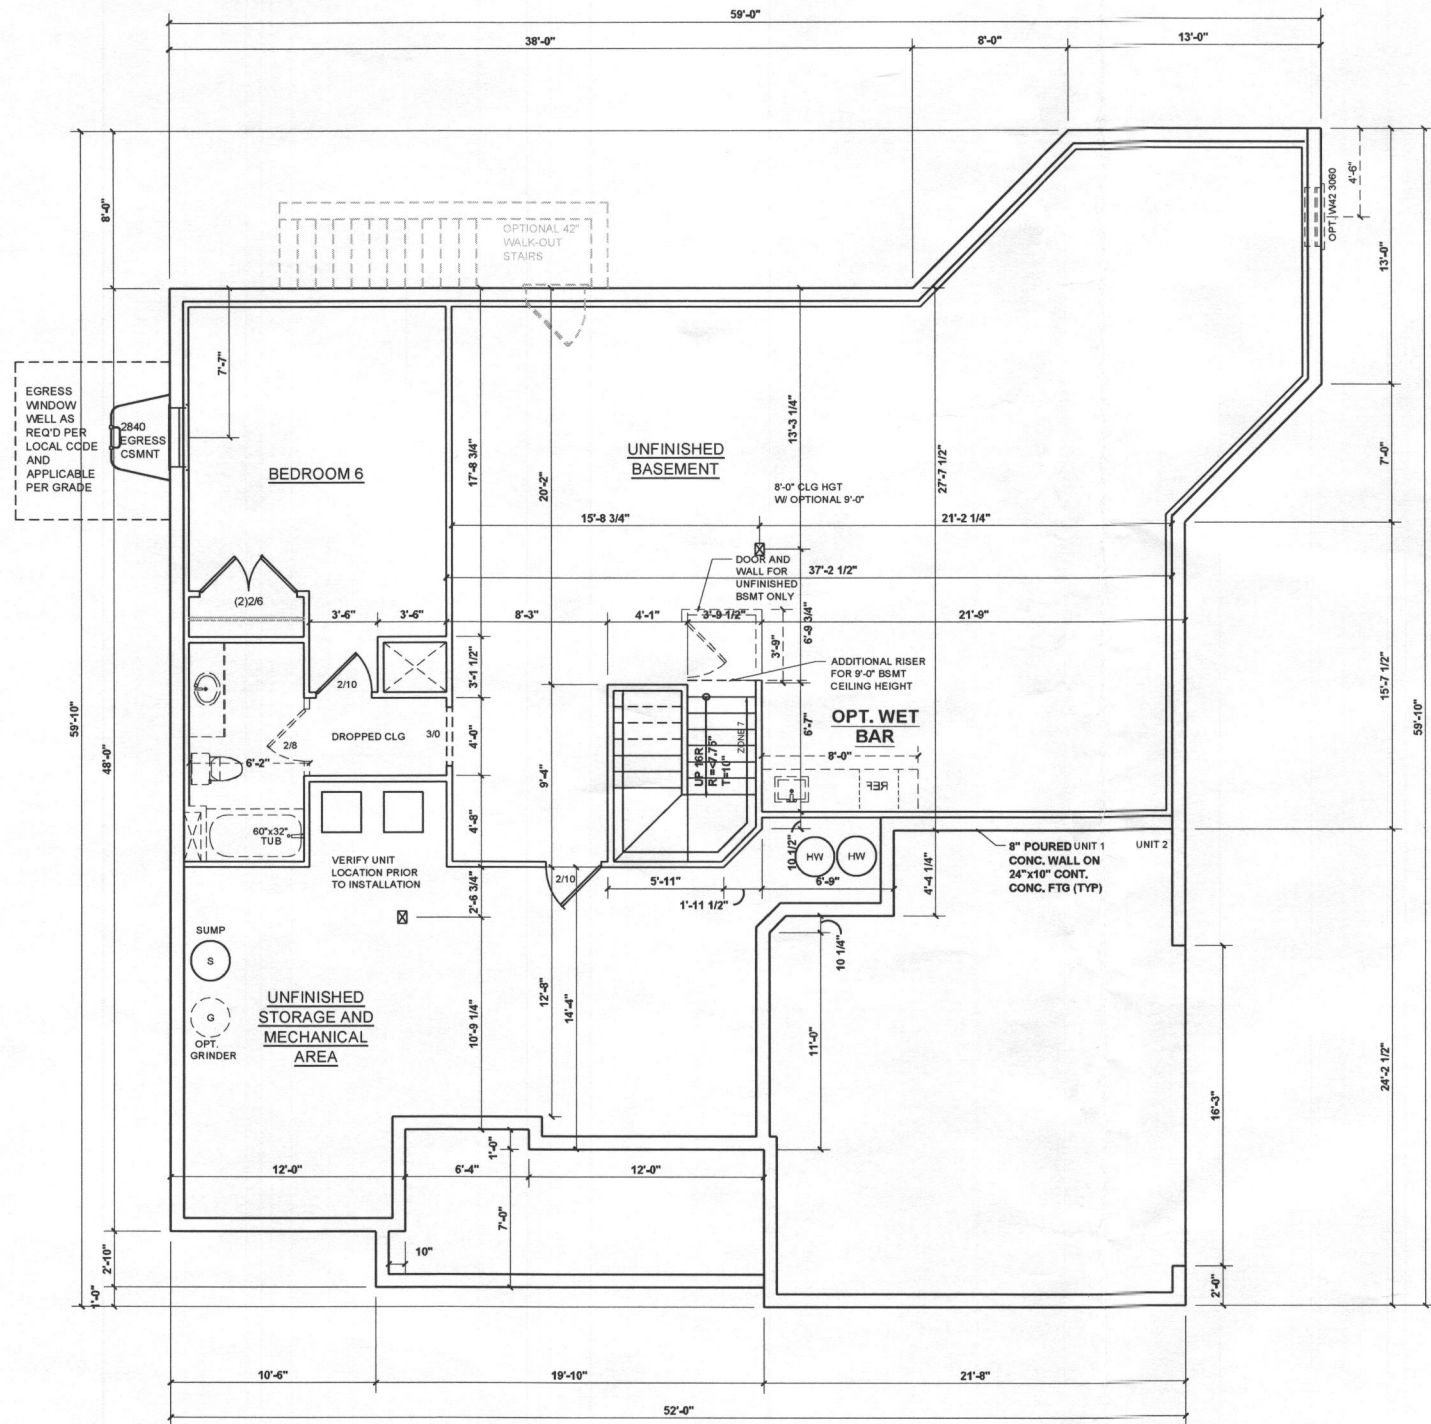 59'-0"
38'-0"
8'-0"
13'-0"
8'-0"
4'-6"
OPT. W42 3060
13'-0"
OPTIONAL 42"
WALK-OUT
STAIRS
7'-7"
EGRESS
WINDOW
WELL AS
REQ'D PER
LOCAL CODE
AND
APPLICABLE
PER GRADE
2840
EGRESS
CSMNT
BEDROOM 6
17'-8 3/4"
20'-2"
UNFINISHED
BASEMENT
13'-3 1/4"
27'-7 1/2"
7'-0"
8'-0" CLG HGT
W/ OPTIONAL 9'-0"
15'-8 3/4"
21'-2 1/4"
DOOR AND
WALL FOR
UNFINISHED
BSMT ONLY
37'-2 1/2"
(2)2/6
3'-6"
3'-6"
8'-3"
4'-1"
3'-9 1/2"
21'-9"
3'-9"
6'-9 3/4"
3'-1 1/2"
ADDITIONAL RISER
FOR 9'-0" BSMT
CEILING HEIGHT
15'-7 1/2"
2/10
59'-10"
59'-10"
48'-0"
DROPPED CLG
3/0
4'-0"
2/8
6'-2"
UP 16R
R=<7.75"
T=10"
ZONE 7
6'-7"
OPT. WET
BAR
8'-0"
REF
9'-4"
4'-8"
60"x32"
TUB
VERIFY UNIT
LOCATION PRIOR
TO INSTALLATION
2/10
10 1/2"
HW
HW
5'-11"
1'-11 1/2"
6'-9"
4'-4 1/4"
8" POURED
CONC. WALL ON
24"x10" CONT.
CONC. FTG (TYP)
UNIT 1
UNIT 2
2'-6 3/4"
10 1/4"
SUMP
S
G
OPT.
GRINDER
UNFINISHED
STORAGE AND
MECHANICAL
AREA
10'-9 1/4"
12'-8"
14'-4"
11'-0"
16'-3"
24'-2 1/2"
1'-0"
12'-0"
6'-4"
12'-0"
7'-0"
10"
2'-10"
1'-0"
2'-0"
10'-6"
19'-10"
21'-8"
52'-0"